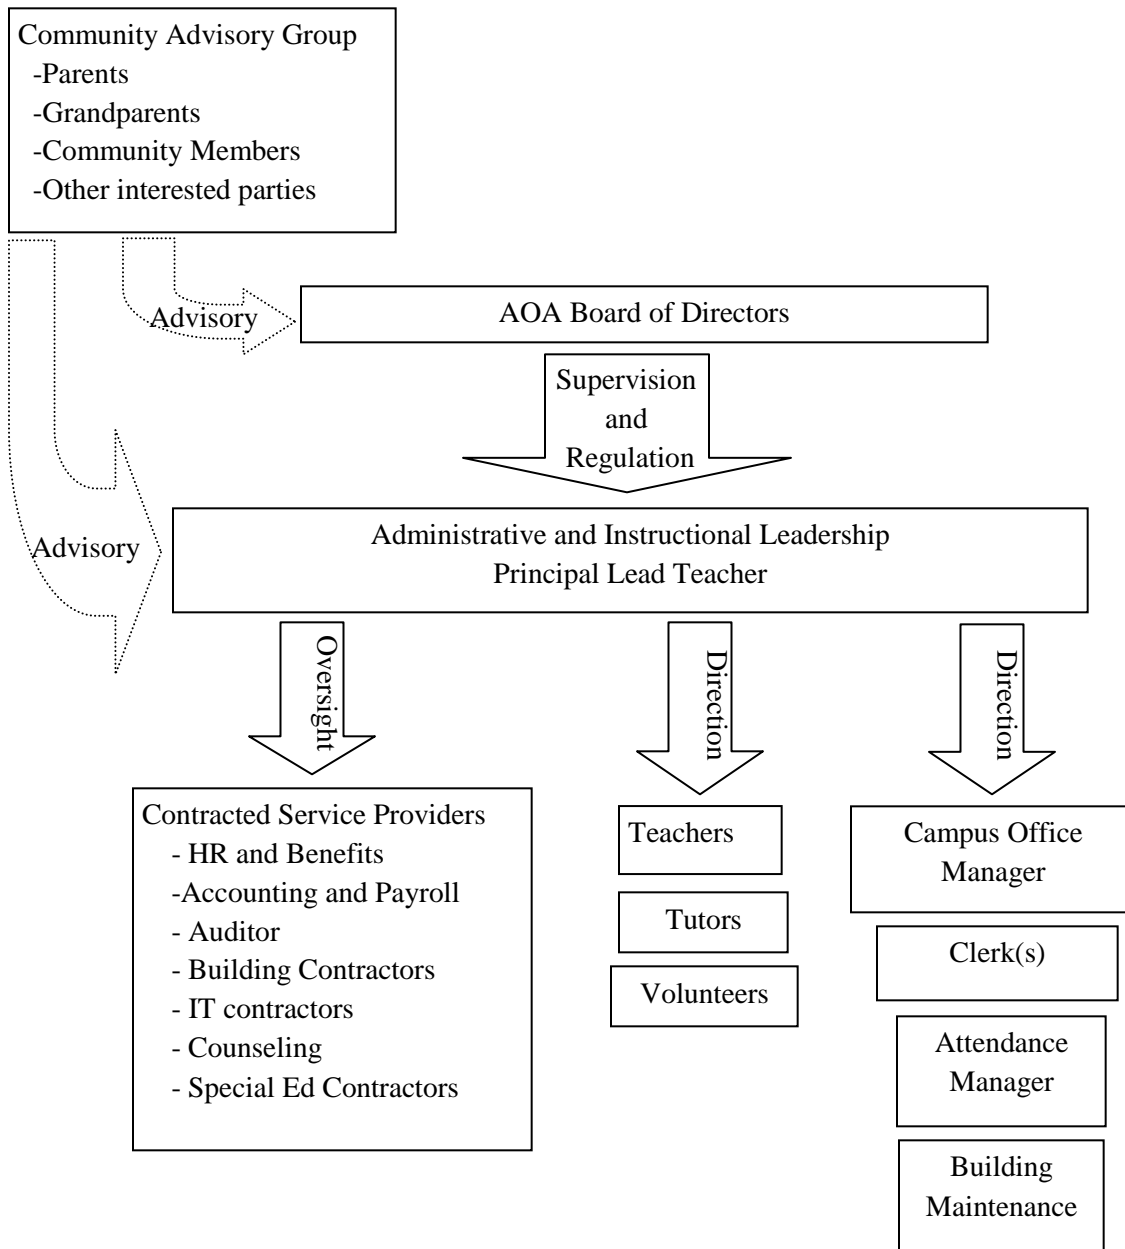 Community Advisory Group
-Parents
-Grandparents
-Community Members
-Other interested parties
Advisory
AOA Board of Directors
Supervision
and
Regulation
Advisory
Administrative and Instructional Leadership
Principal Lead Teacher
Oversight
Direction
Direction
Contracted Service Providers
- HR and Benefits
-Accounting and Payroll
- Auditor
- Building Contractors
- IT contractors
- Counseling
- Special Ed Contractors
Teachers
Tutors
Volunteers
Campus Office
Manager
Clerk(s)
Attendance
Manager
Building
Maintenance